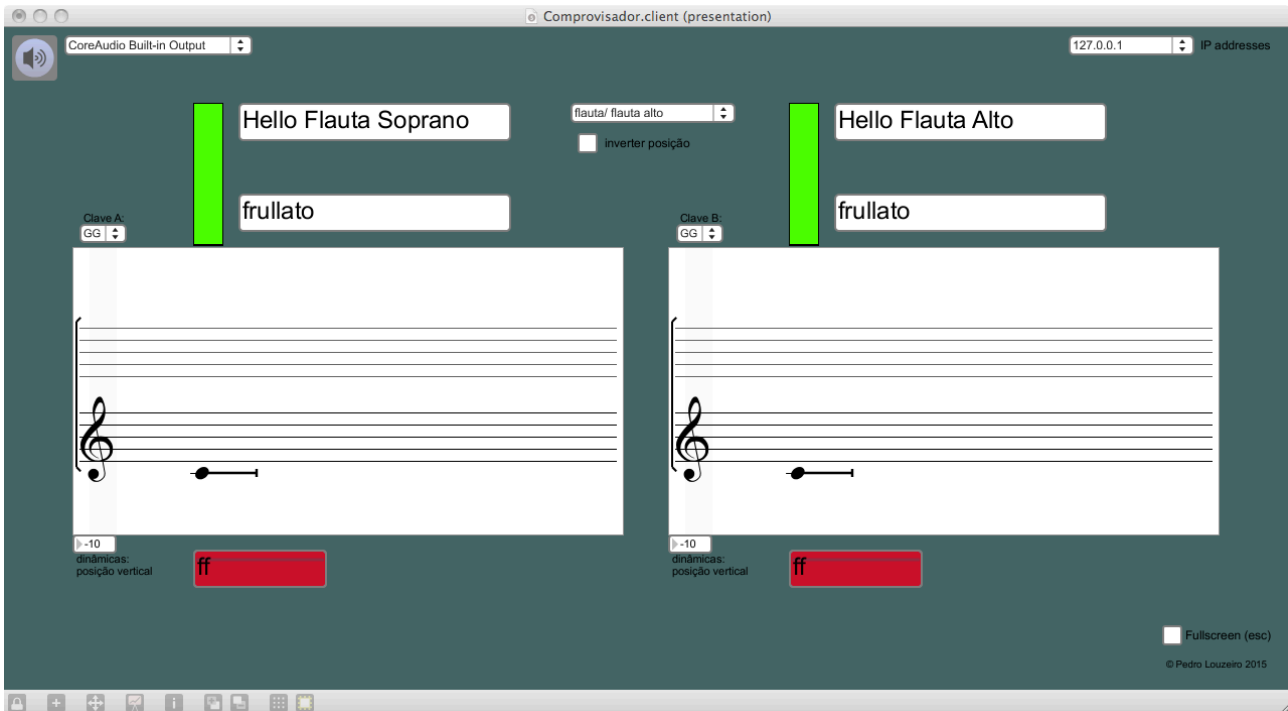 Comprovisador.client (presentation)
CoreAudio Built-in Output
127.0.0.1
IP addresses
Hello Flauta Soprano
flauta/ flauta alto
Hello Flauta Alto
inverter posição
frullato
frullato
Clave A:
GG
Clave B:
GG
-10
dinâmicas:
posição vertical
ff
-10
dinâmicas:
posição vertical
ff
Fullscreen (esc)
© Pedro Louzeiro 2015